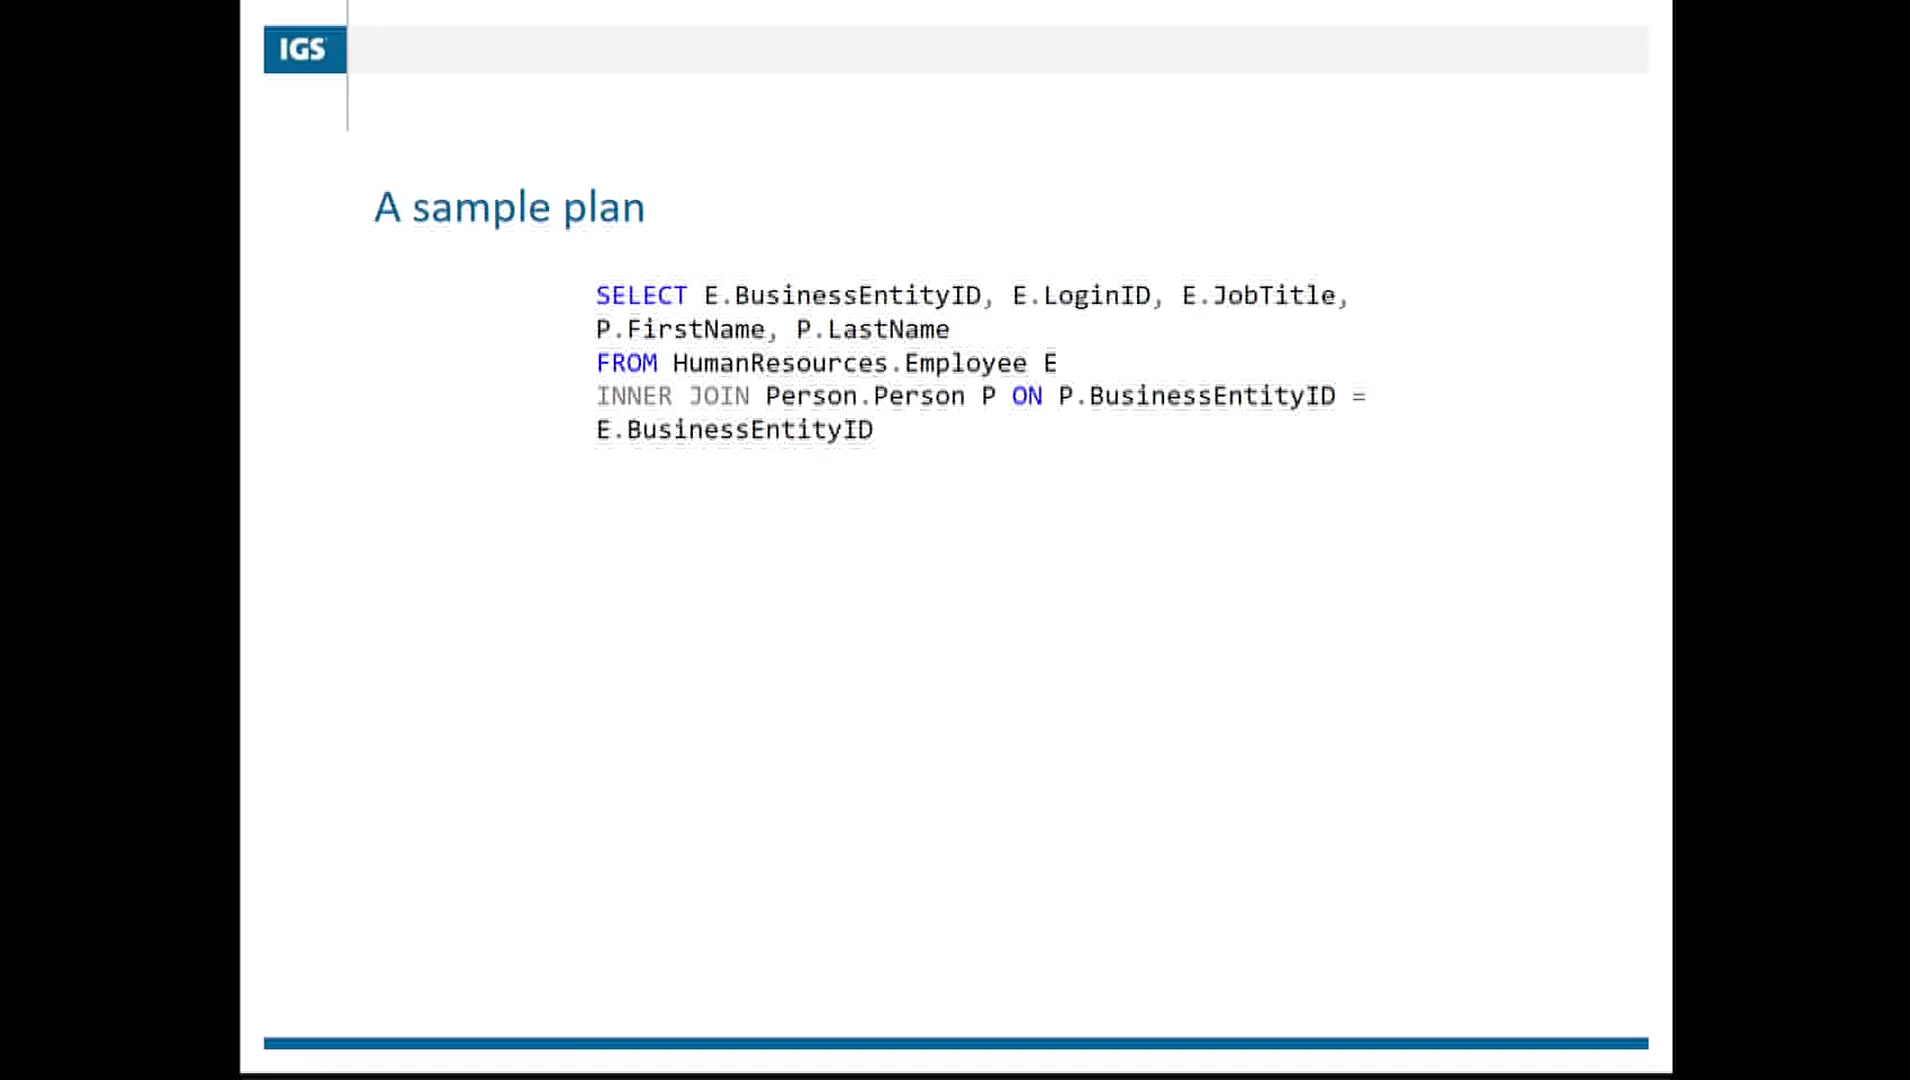 IGS
A sample plan
SELECT E.BusinessEntityID, E.LoginID, E.JobTitle,
P.FirstName, P.LastName
FROM HumanResources.Employee E
INNER JOIN Person.Person P ON P.BusinessEntityID =
E.BusinessEntityID